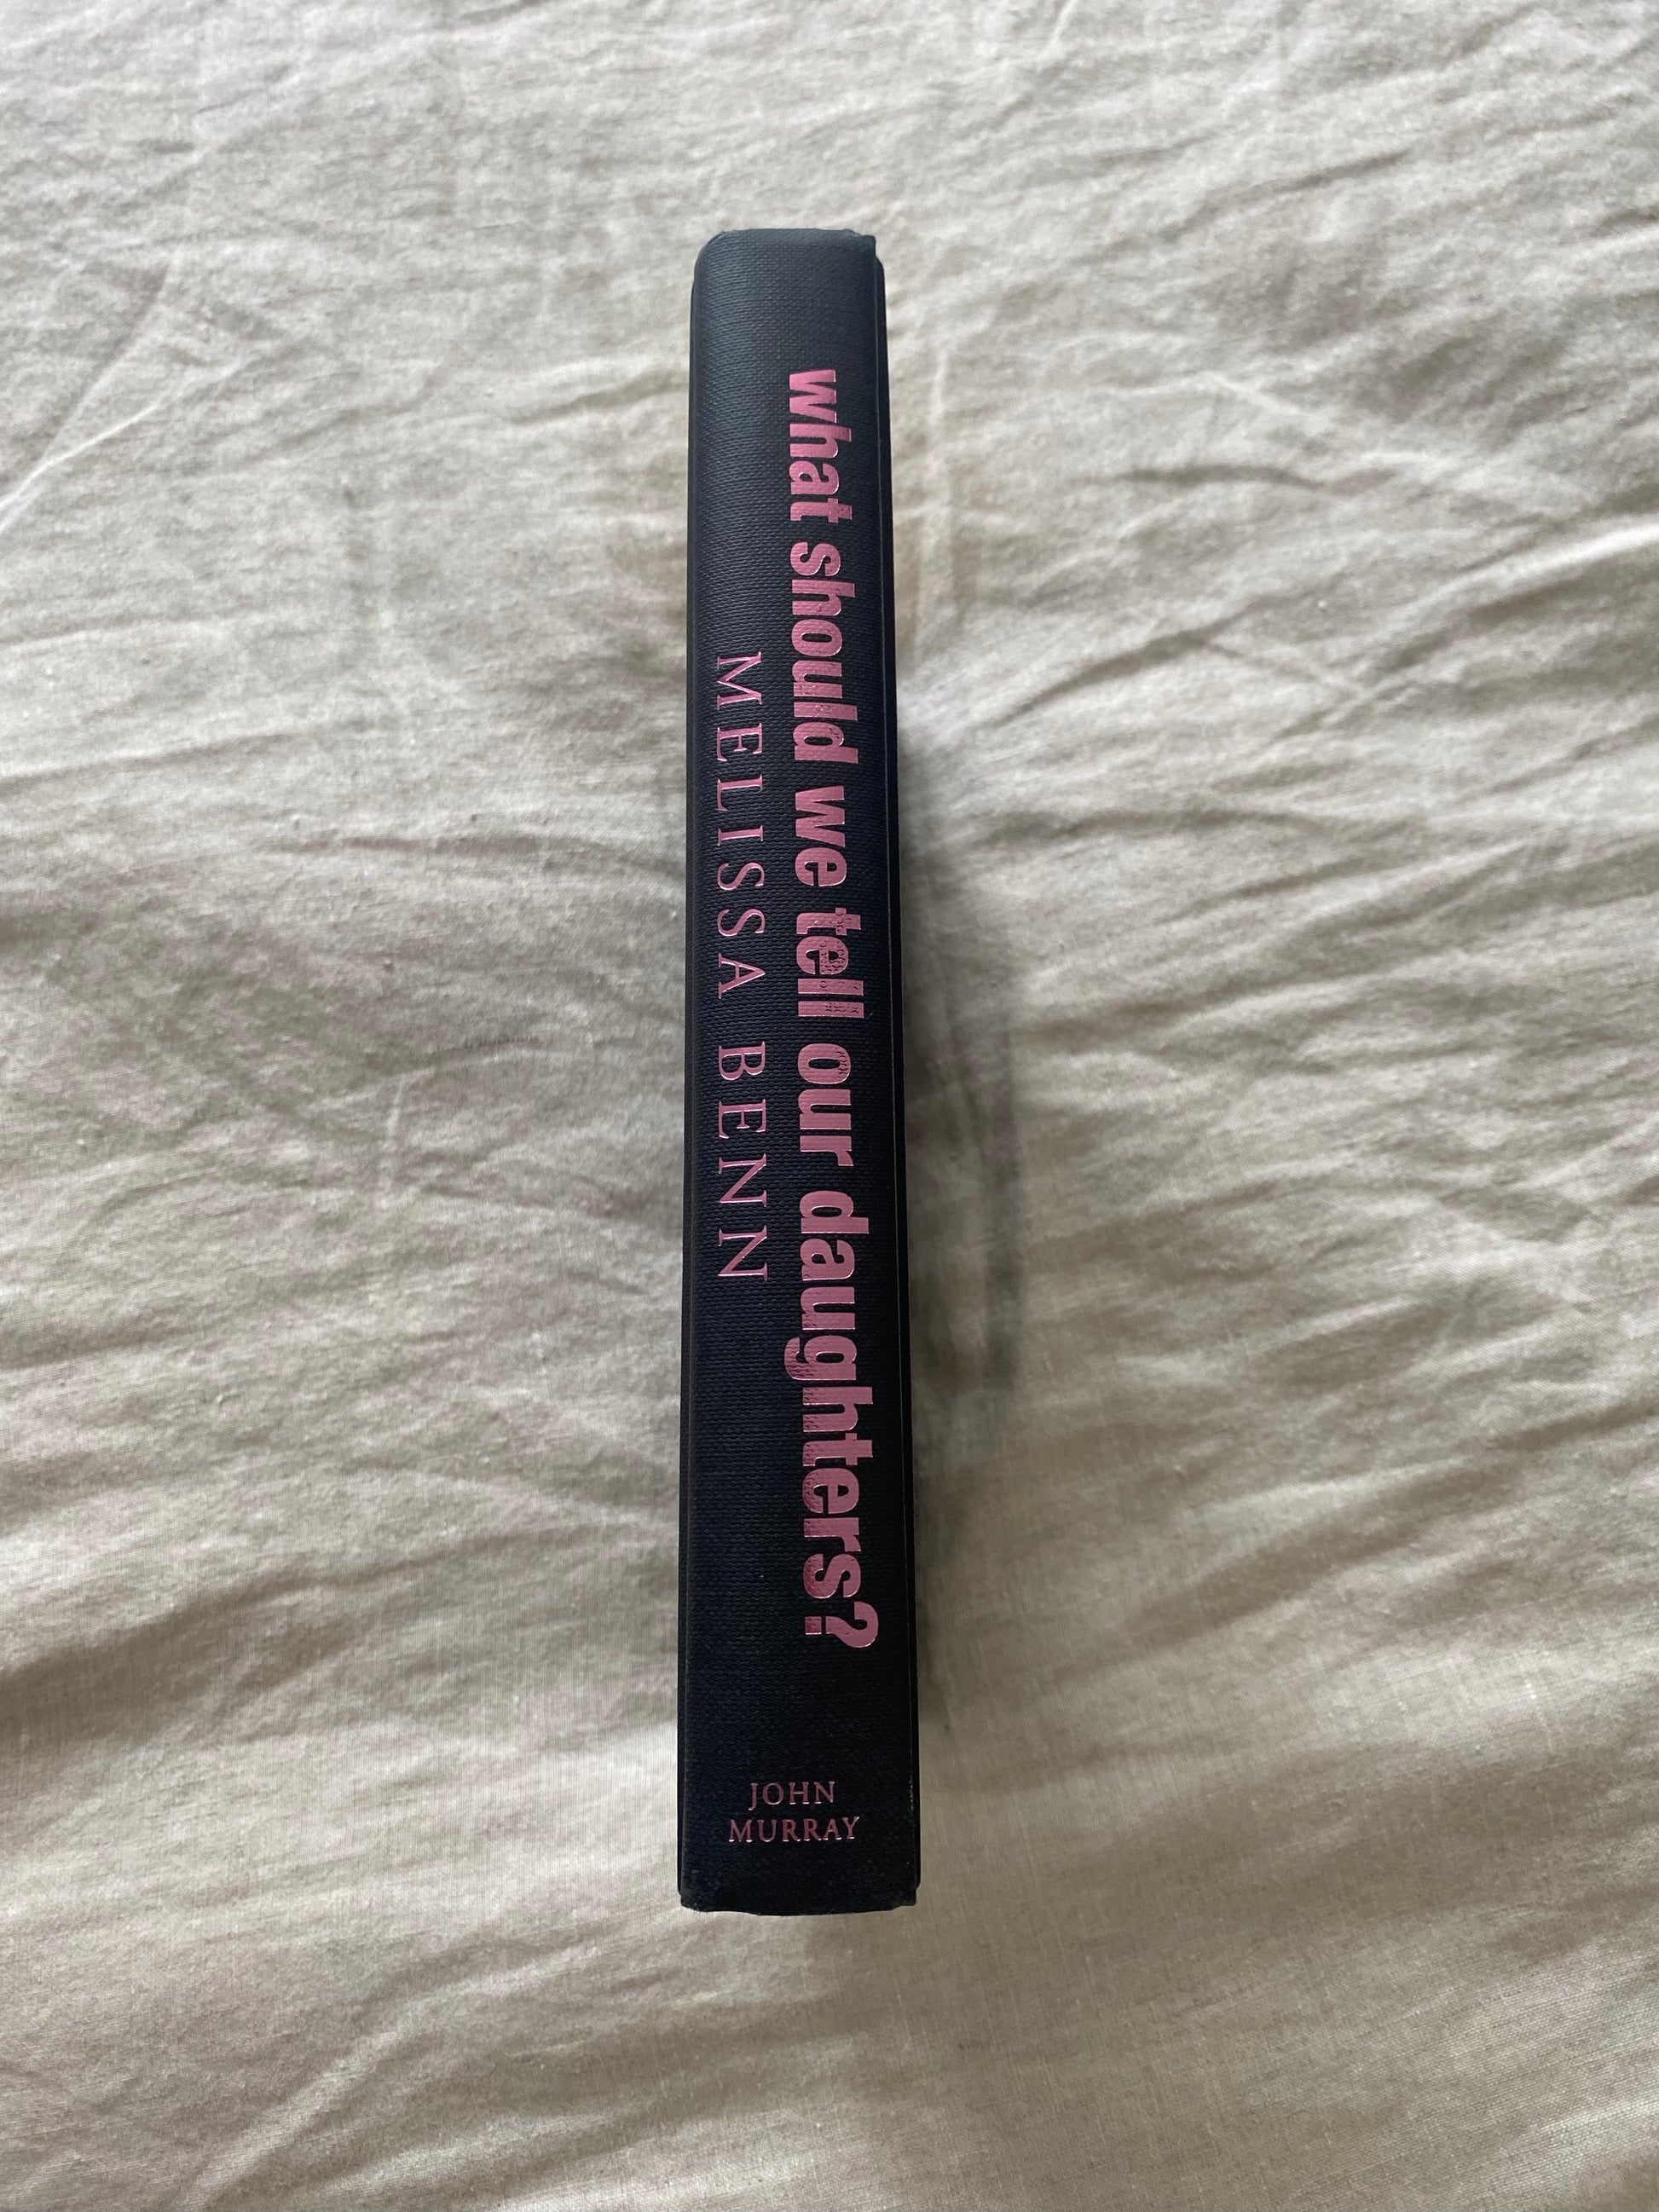 what should we tell our daughters?
MELISSA BENN
JOHN
MURRAY